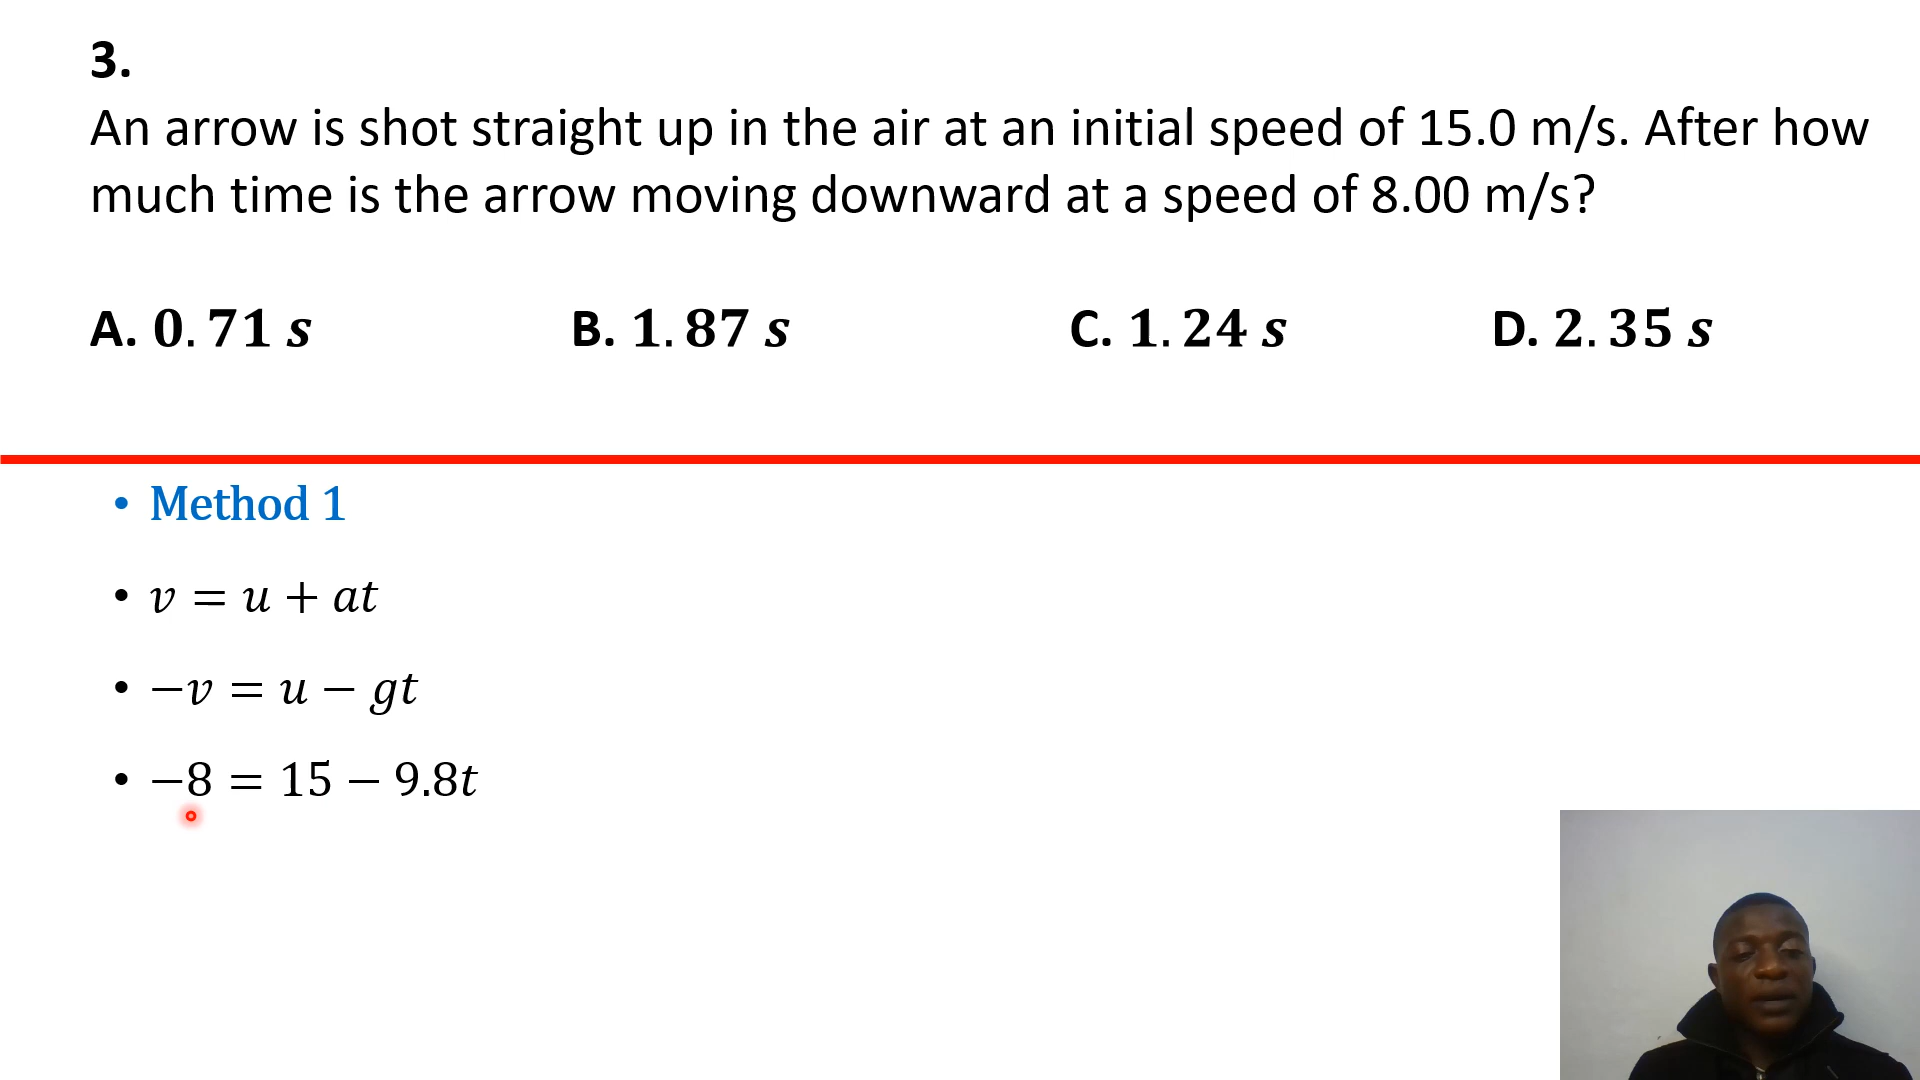 3.
An arrow is shot straight up in the air at an initial speed of 15.0 m/s. After how
much time is the arrow moving downward at a speed of 8.00 m/s?
A. 0.71 s B. 1.87 s C. 1.24 s D. 2.35 s
• Method 1
• v = u + at
• −v = u − gt
• −8 = 15 − 9.8t